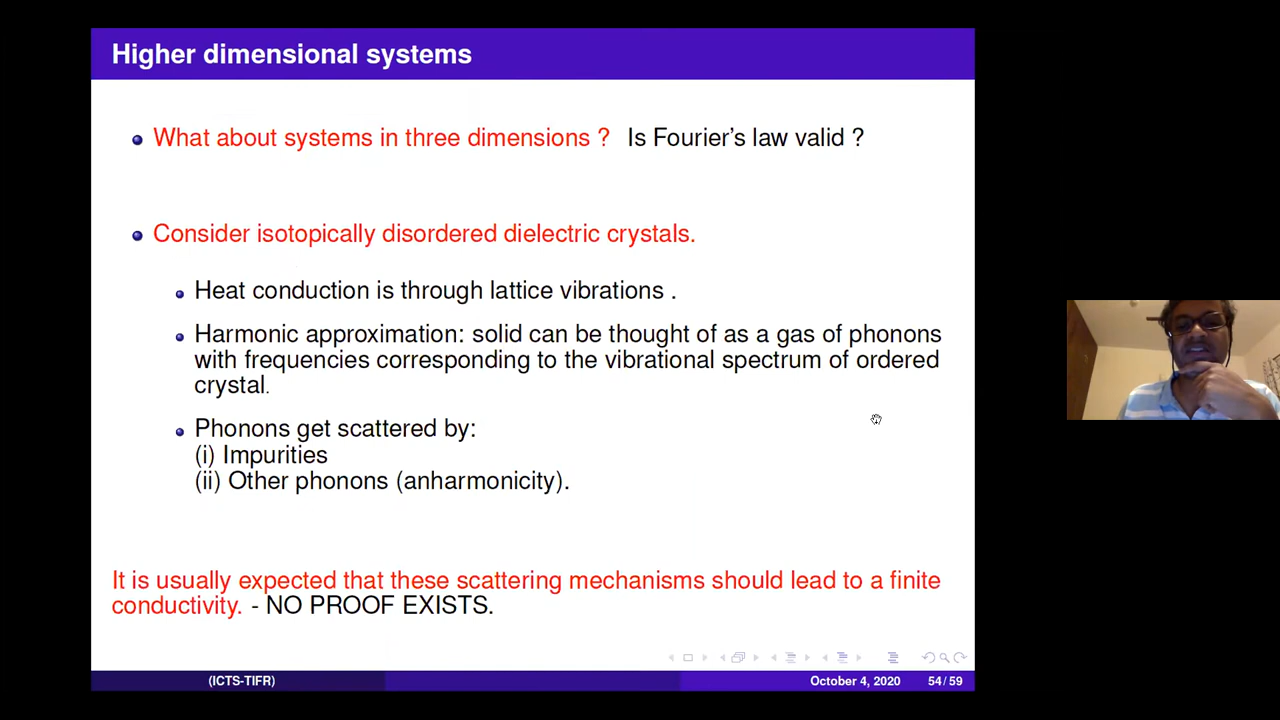 Higher dimensional systems
What about systems in three dimensions ? Is Fourier's law valid ?
Consider isotopically disordered dielectric crystals.
Heat conduction is through lattice vibrations .
Harmonic approximation: solid can be thought of as a gas of phonons
with frequencies corresponding to the vibrational spectrum of ordered
crystal.
Phonons get scattered by:
(i) Impurities
(ii) Other phonons (anharmonicity).
It is usually expected that these scattering mechanisms should lead to a finite
conductivity. - NO PROOF EXISTS.
(ICTS-TIFR) October 4, 2020 54/59